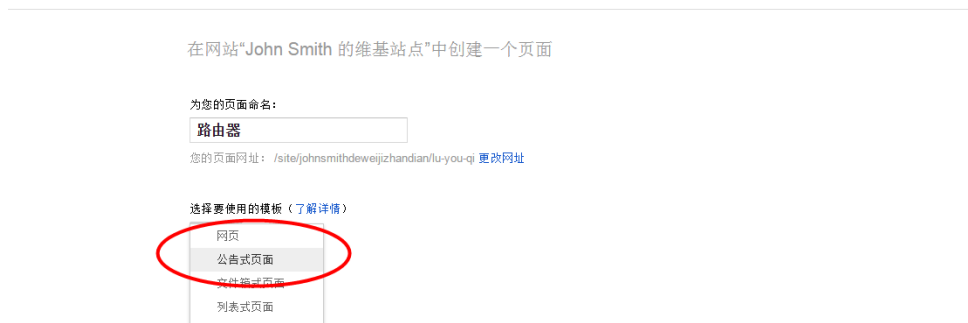 在网站“John Smith 的维基站点”中创建一个页面
为您的页面命名：
路由器
您的页面网址： /site/johnsmithdeweijizhandian/lu-you-qi 更改网址
选择要使用的模板（了解详情）
网页
公告式页面
文件箱式页面
列表式页面